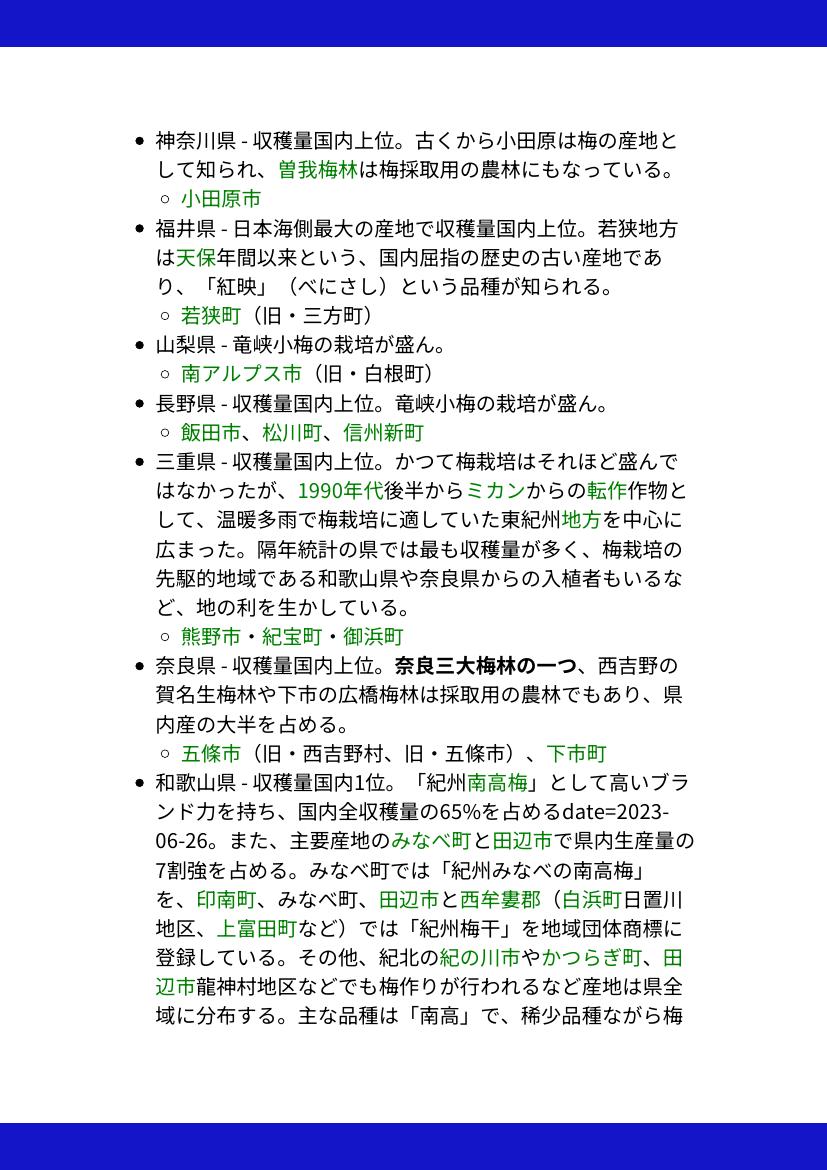 • 神奈川県 - 収穫量国内上位。古くから小田原は梅の産地と
して知られ、曽我梅林は梅採取用の農林にもなっている。
○ 小田原市
• 福井県 - 日本海側最大の産地で収穫量国内上位。若狭地方
は天保年間以来という、国内屈指の歴史の古い産地であ
り、「紅映」（べにさし）という品種が知られる。
○ 若狭町（旧・三方町）
• 山梨県 - 竜峡小梅の栽培が盛ん。
○ 南アルプス市（旧・白根町）
• 長野県 - 収穫量国内上位。竜峡小梅の栽培が盛ん。
○ 飯田市、松川町、信州新町
• 三重県 - 収穫量国内上位。かつて梅栽培はそれほど盛んで
はなかったが、1990年代後半からミカンからの転作作物と
して、温暖多雨で梅栽培に適していた東紀州地方を中心に
広まった。隔年統計の県では最も収穫量が多く、梅栽培の
先駆的地域である和歌山県や奈良県からの入植者もいるな
ど、地の利を生かしている。
○ 熊野市・紀宝町・御浜町
• 奈良県 - 収穫量国内上位。奈良三大梅林の一つ、西吉野の
賀名生梅林や下市の広橋梅林は採取用の農林でもあり、県
内産の大半を占める。
○ 五條市（旧・西吉野村、旧・五條市）、下市町
• 和歌山県 - 収穫量国内1位。「紀州南高梅」として高いブラ
ンド力を持ち、国内全収穫量の65%を占めるdate=2023-
06-26。また、主要産地のみなべ町と田辺市で県内生産量の
7割強を占める。みなべ町では「紀州みなべの南高梅」
を、印南町、みなべ町、田辺市と西牟婁郡（白浜町日置川
地区、上富田町など）では「紀州梅干」を地域団体商標に
登録している。その他、紀北の紀の川市やかつらぎ町、田
辺市龍神村地区などでも梅作りが行われるなど産地は県全
域に分布する。主な品種は「南高」で、稀少品種ながら梅